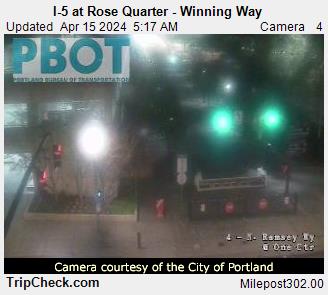 I-5 at Rose Quarter - Winning Way
Updated Apr 15 2024 5:17 AM Camera 4
PBOT
PORTLAND BUREAU OF TRANSPORTATION
4 - N. Ramsey Wy
@ One Ctr
Camera courtesy of the City of Portland
TripCheck.com Milepost302.00